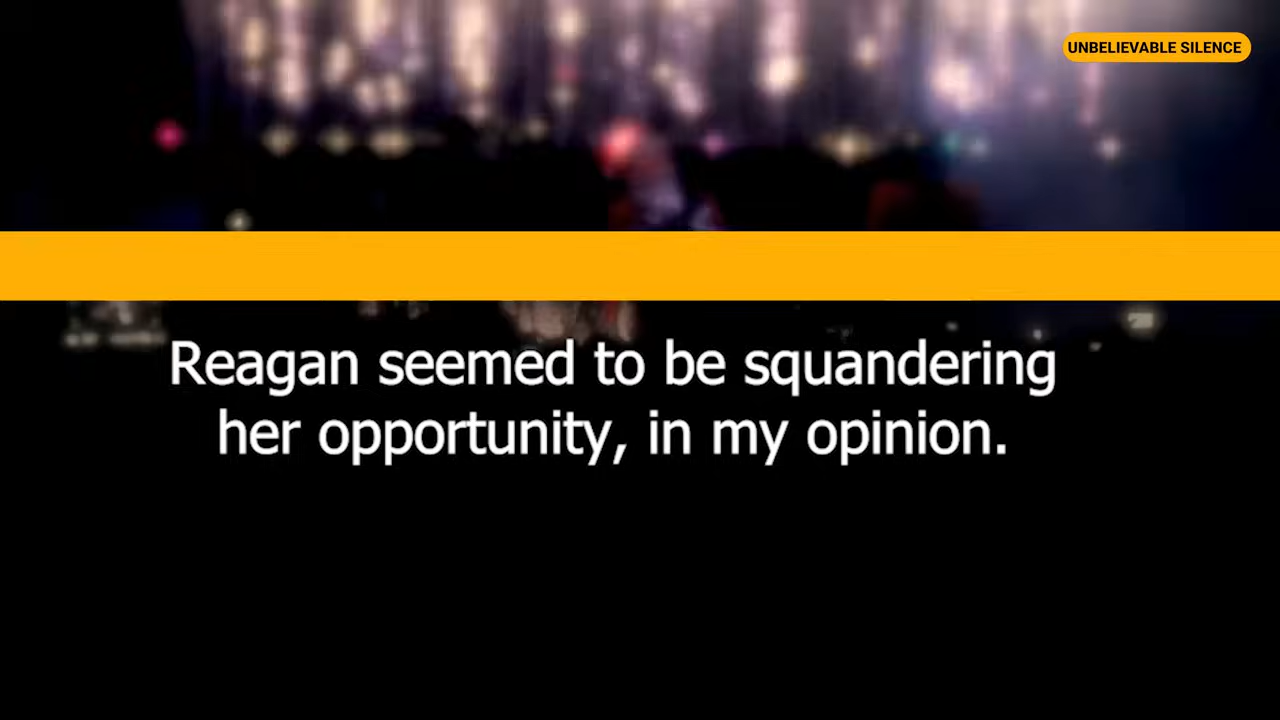 UNBELIEVABLE SILENCE
Reagan seemed to be squandering
her opportunity, in my opinion.